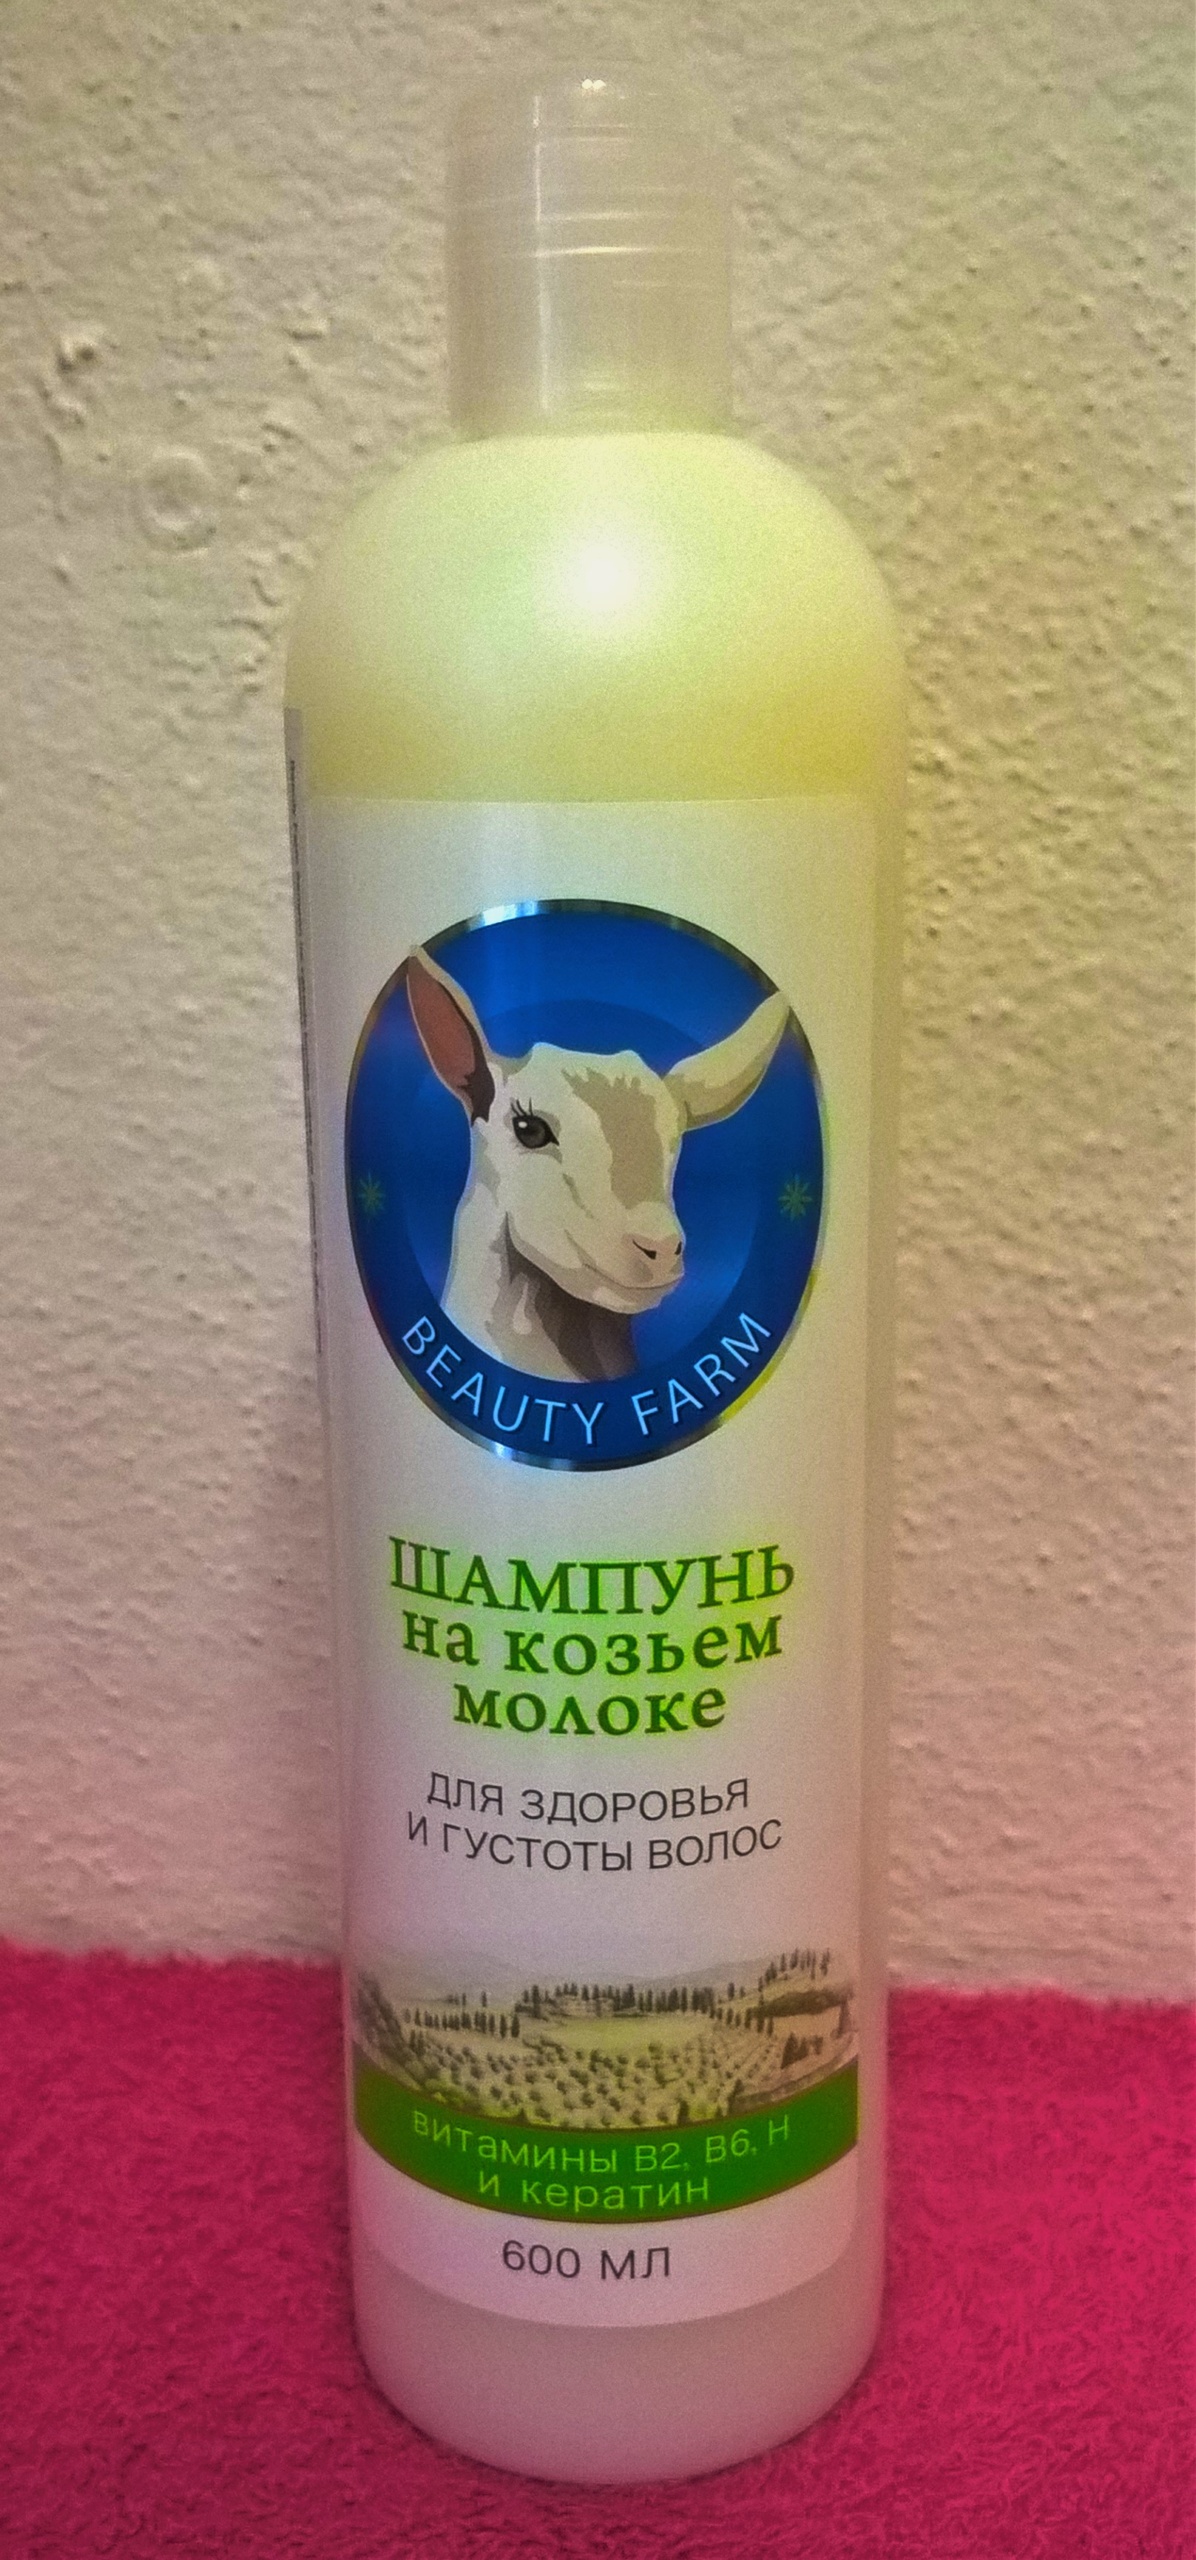 BEAUTY FARM
ШАМПУНЬ
на козьем
молоке
ДЛЯ ЗДОРОВЬЯ
И ГУСТОТЫ ВОЛОС
витамины B2, B6, H
и кератин
600 МЛ